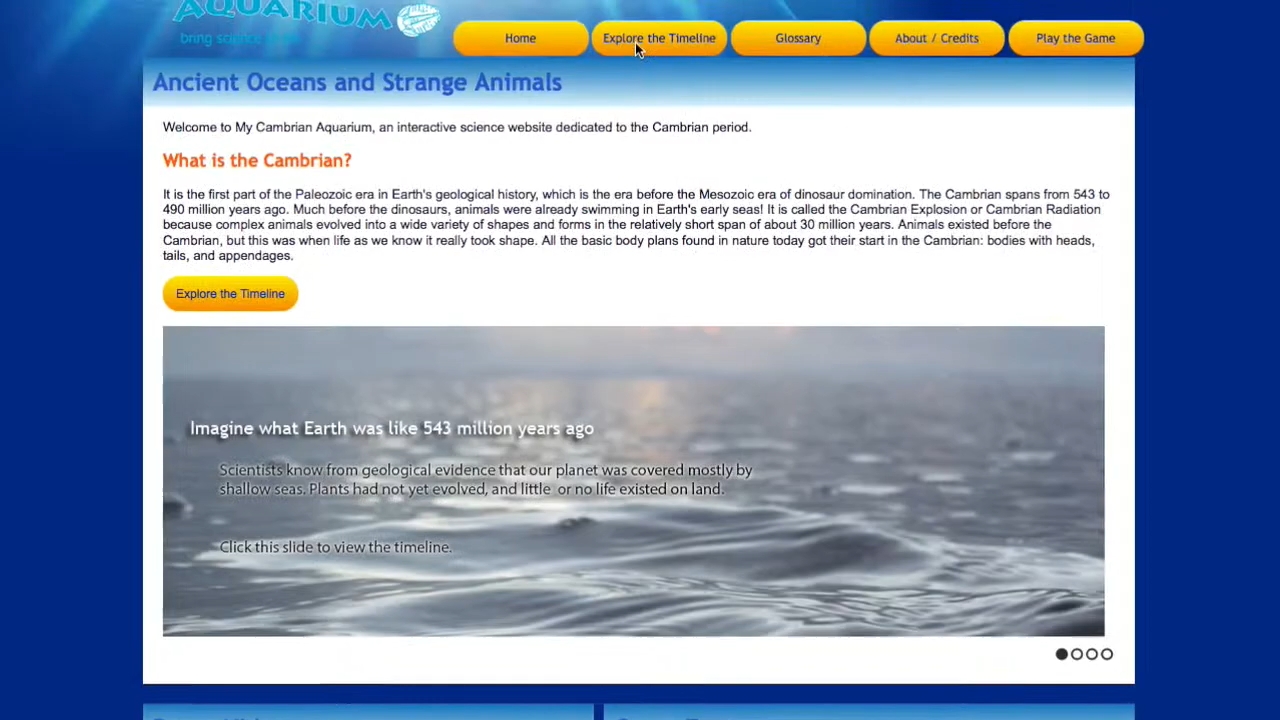 AQUARIUM
bring science to
Home
Explore the Timeline
Glossary
About / Credits
Play the Game
Ancient Oceans and Strange Animals
Welcome to My Cambrian Aquarium, an interactive science website dedicated to the Cambrian period.
What is the Cambrian?
It is the first part of the Paleozoic era in Earth's geological history, which is the era before the Mesozoic era of dinosaur domination. The Cambrian spans from 543 to
490 million years ago. Much before the dinosaurs, animals were already swimming in Earth's early seas! It is called the Cambrian Explosion or Cambrian Radiation
because complex animals evolved into a wide variety of shapes and forms in the relatively short span of about 30 million years. Animals existed before the
Cambrian, but this was when life as we know it really took shape. All the basic body plans found in nature today got their start in the Cambrian: bodies with heads,
tails, and appendages.
Explore the Timeline
Imagine what Earth was like 543 million years ago
Scientists know from geological evidence that our planet was covered mostly by
shallow seas. Plants had not yet evolved, and little or no life existed on land.
Click this slide to view the timeline.